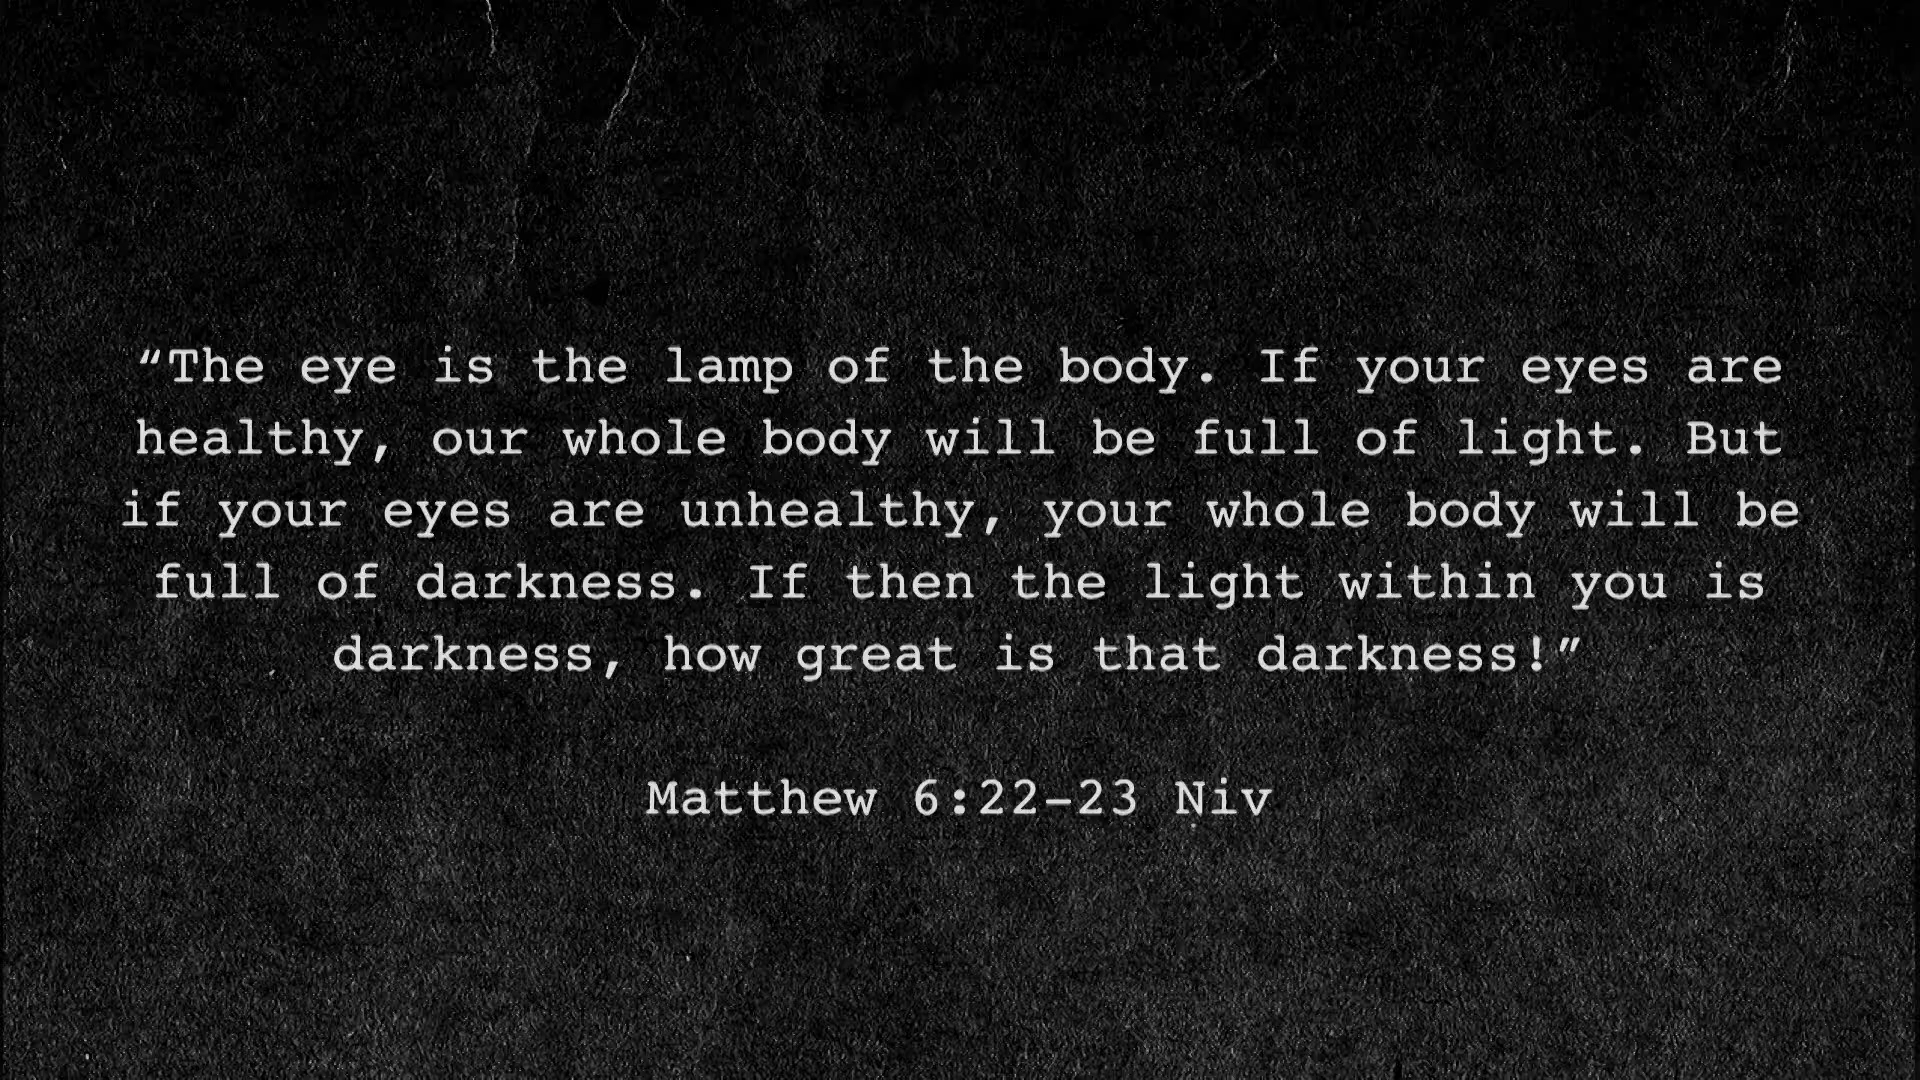 “The eye is the lamp of the body. If your eyes are
healthy, our whole body will be full of light. But
if your eyes are unhealthy, your whole body will be
full of darkness. If then the light within you is
darkness, how great is that darkness!”
Matthew 6:22-23 Niv